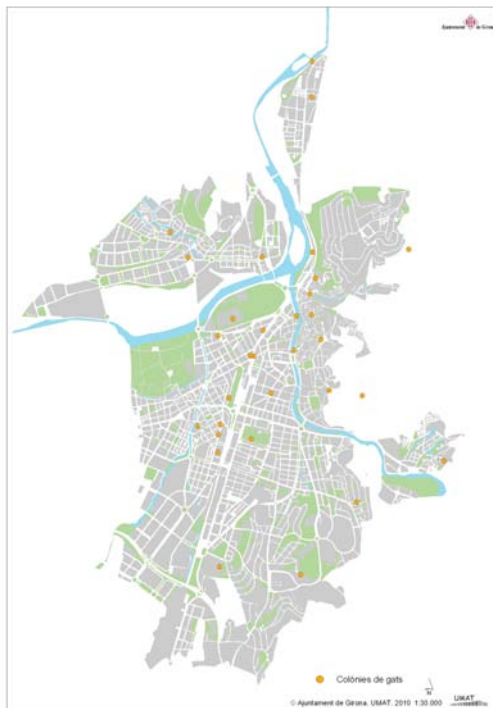 Ajuntament de Girona
Colònies de gats
N
UMAT
© Ajuntament de Girona. UMAT. 2010 1:30.000